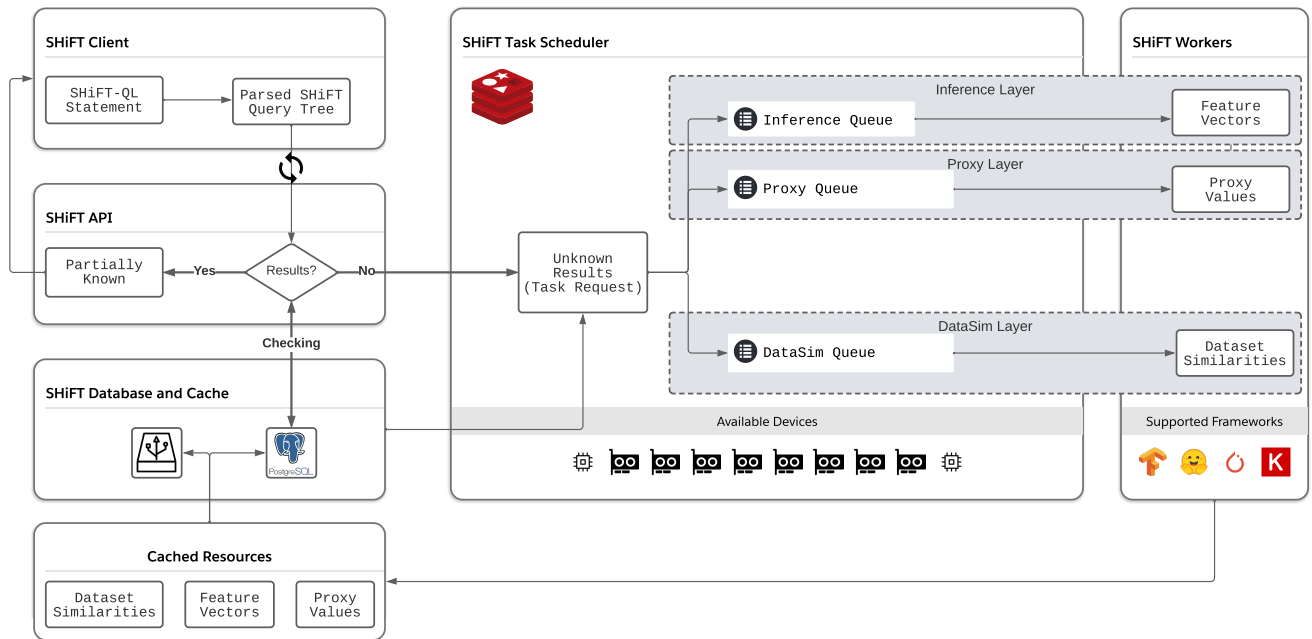 SHiFT Client
SHiFT-QL
Statement
Parsed SHiFT
Query Tree
SHiFT API
Partially
Known
Yes
Results?
No
Checking
SHiFT Database and Cache
PostgreSQL
Cached Resources
Dataset
Similarities
Feature
Vectors
Proxy
Values
SHiFT Task Scheduler
Unknown
Results
(Task Request)
Inference Layer
Inference Queue
Proxy Layer
Proxy Queue
DataSim Layer
DataSim Queue
Available Devices
SHiFT Workers
Feature
Vectors
Proxy
Values
Dataset
Similarities
Supported Frameworks
K